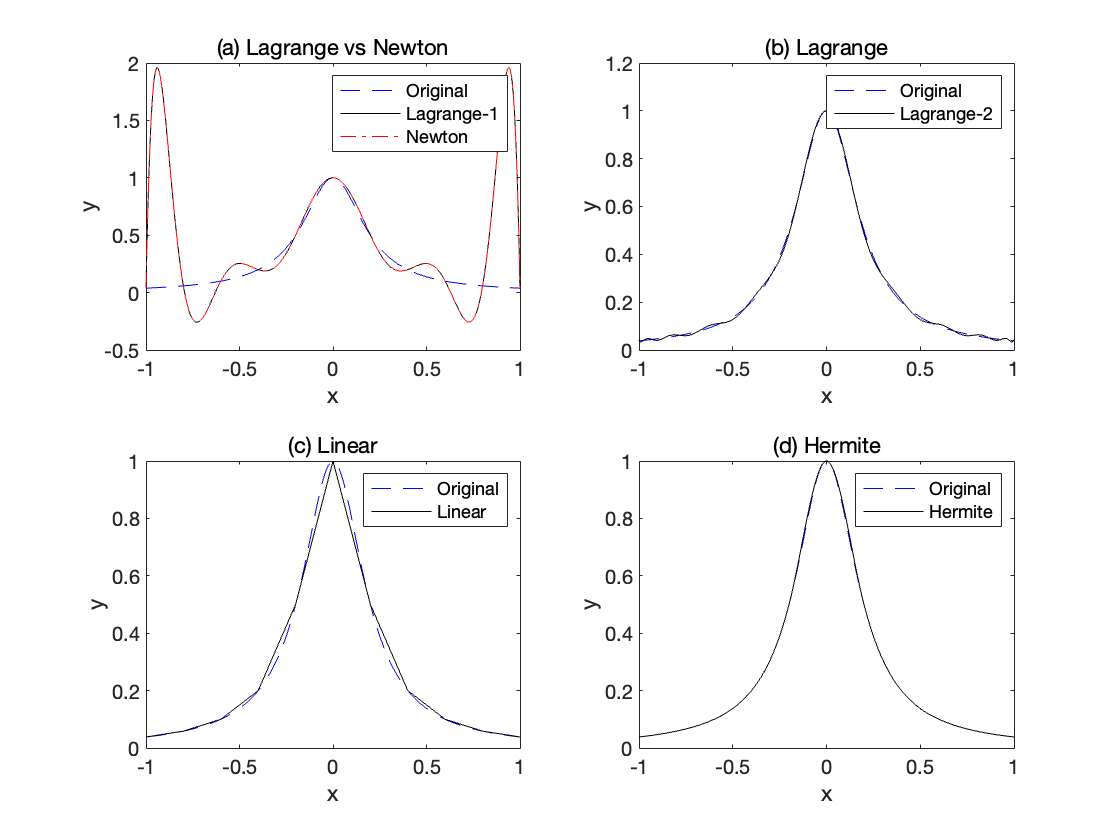 (a) Lagrange vs Newton
2
1.5
1
0.5
0
-0.5
y
-1
-0.5
0
0.5
1
x
Original
Lagrange-1
Newton
(b) Lagrange
1.2
1
0.8
0.6
0.4
0.2
0
y
-1
-0.5
0
0.5
1
x
Original
Lagrange-2
(c) Linear
1
0.8
0.6
0.4
0.2
0
y
-1
-0.5
0
0.5
1
x
Original
Linear
(d) Hermite
1
0.8
0.6
0.4
0.2
0
y
-1
-0.5
0
0.5
1
x
Original
Hermite